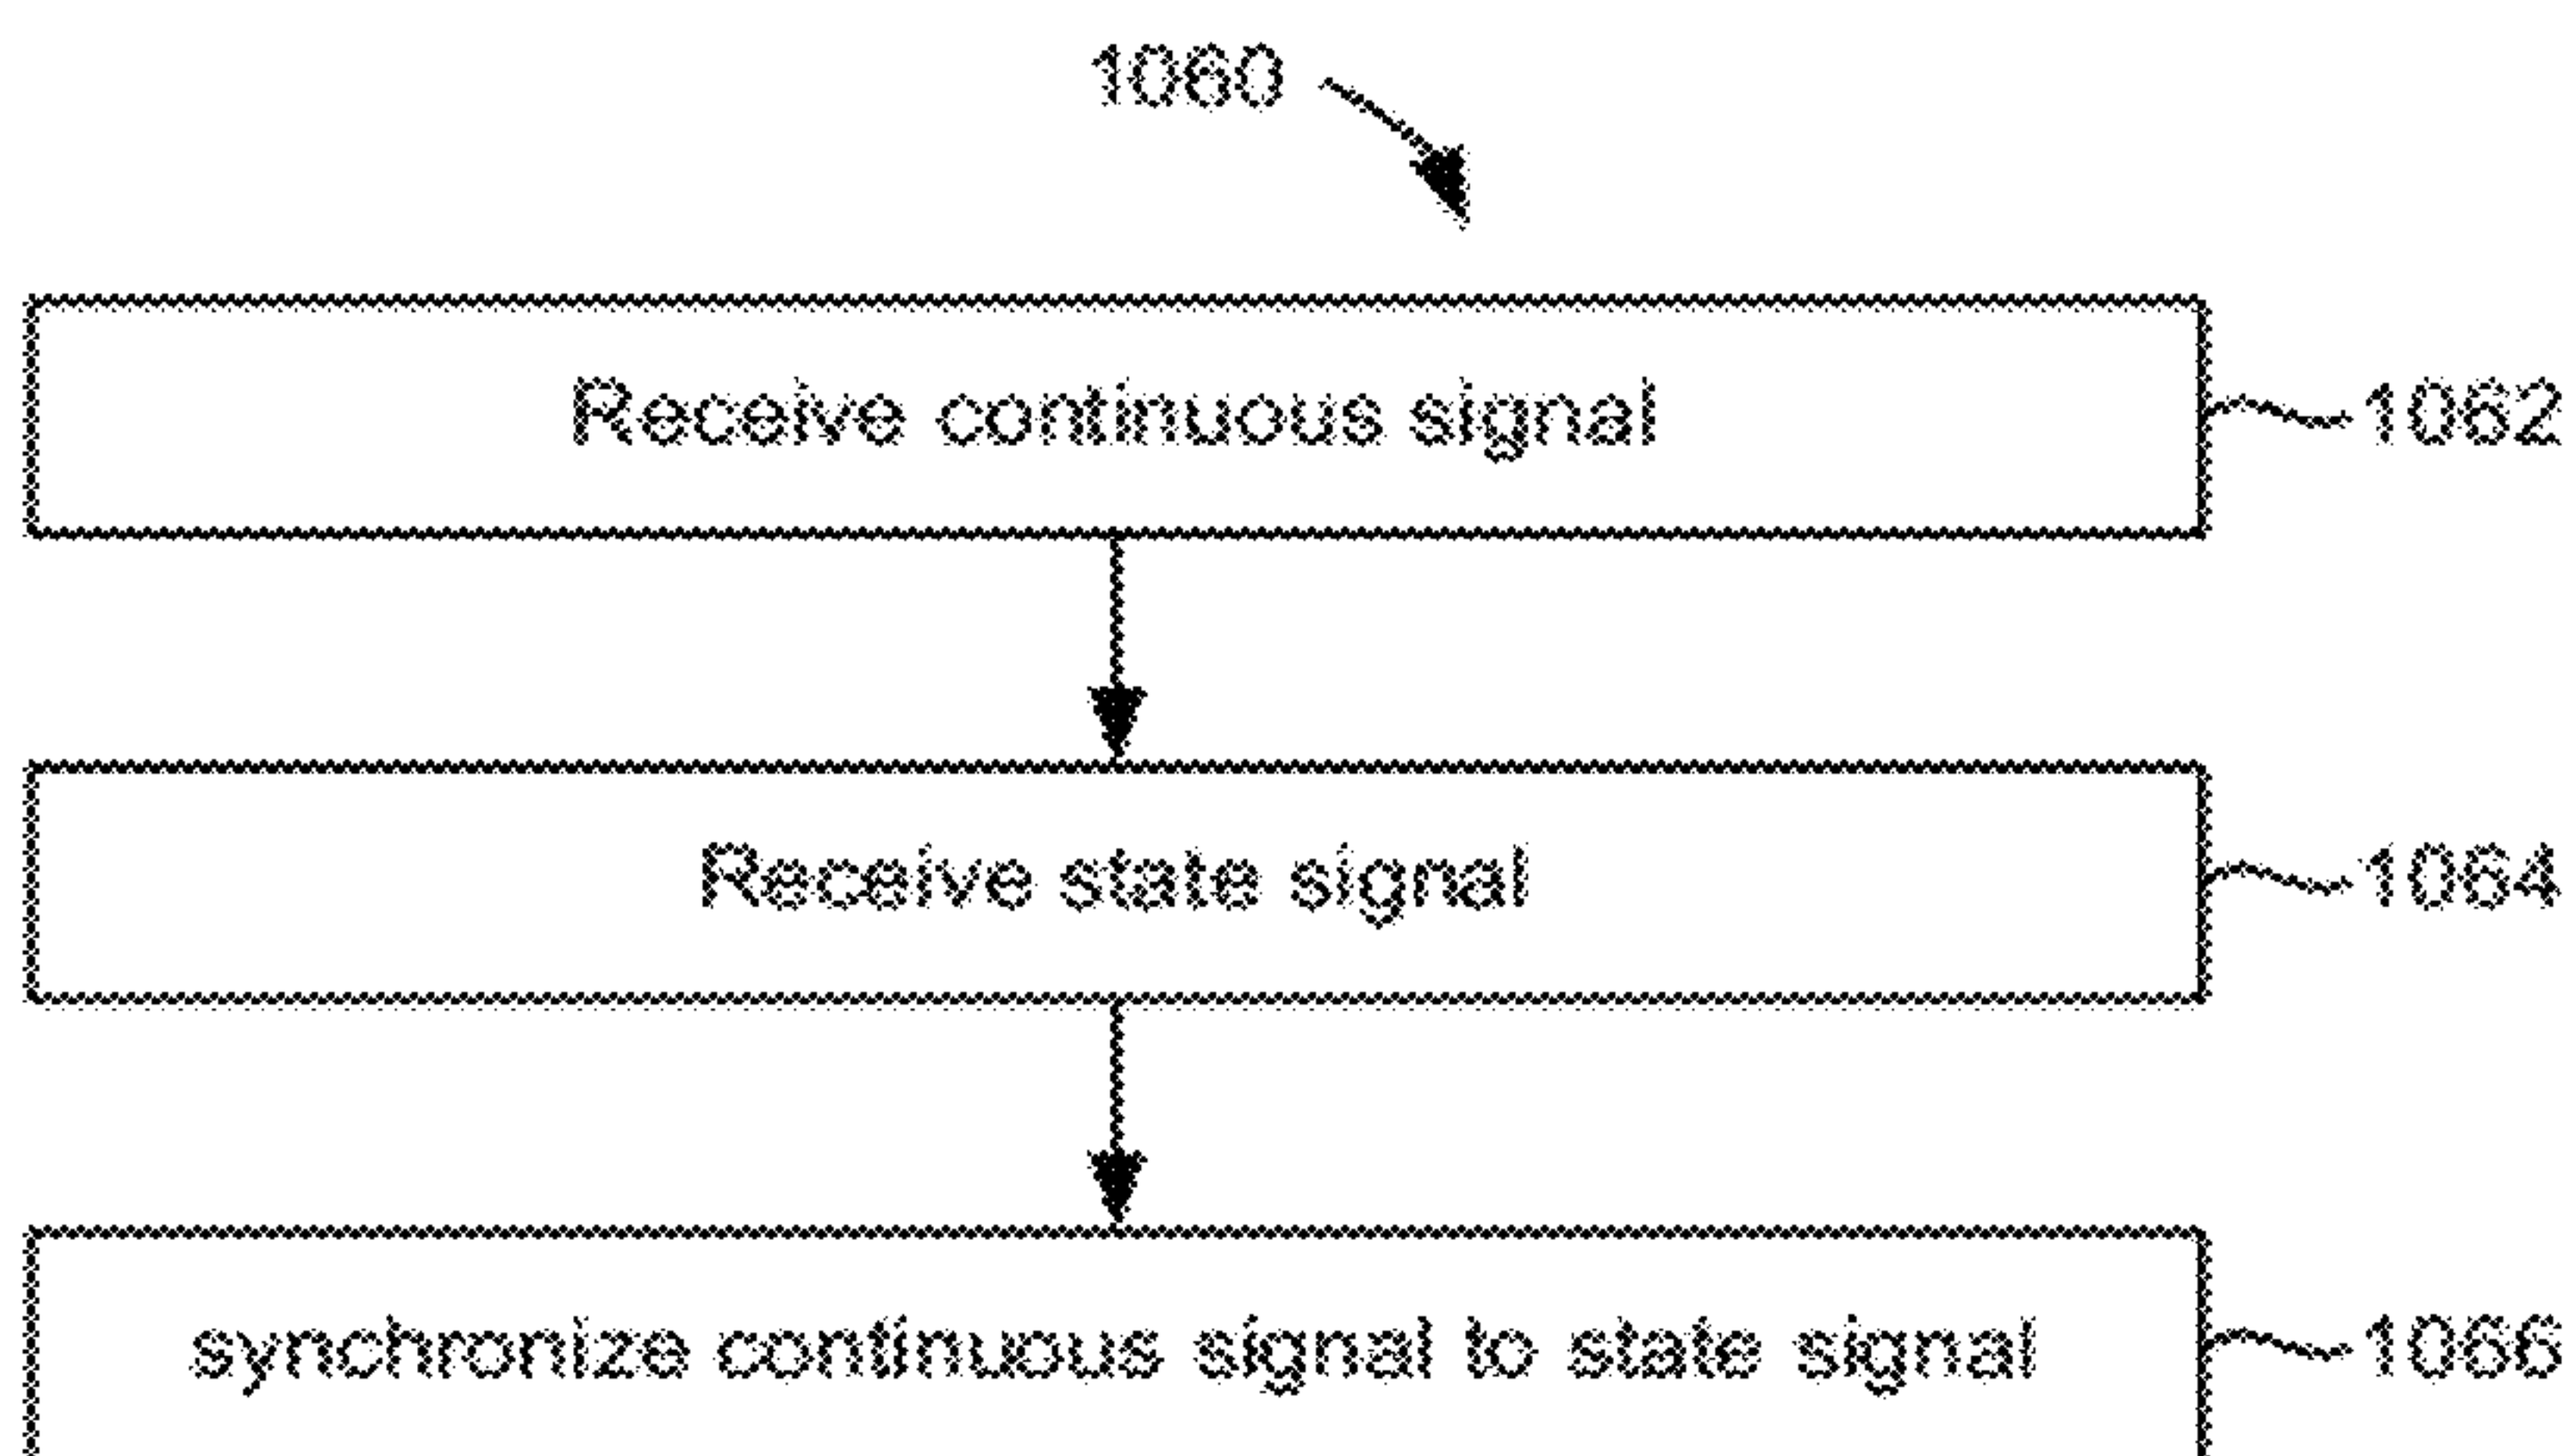 1060
Receive continuous signal
1062
Receive state signal
1064
synchronize continuous signal to state signal
1066